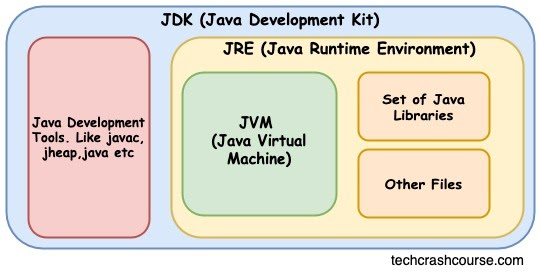 JDK (Java Development Kit)
JRE (Java Runtime Environment)
Java Development
Tools. Like javac,
jheap,java etc
JVM
(Java Virtual
Machine)
Set of Java
Libraries
Other Files
techcrashcourse.com